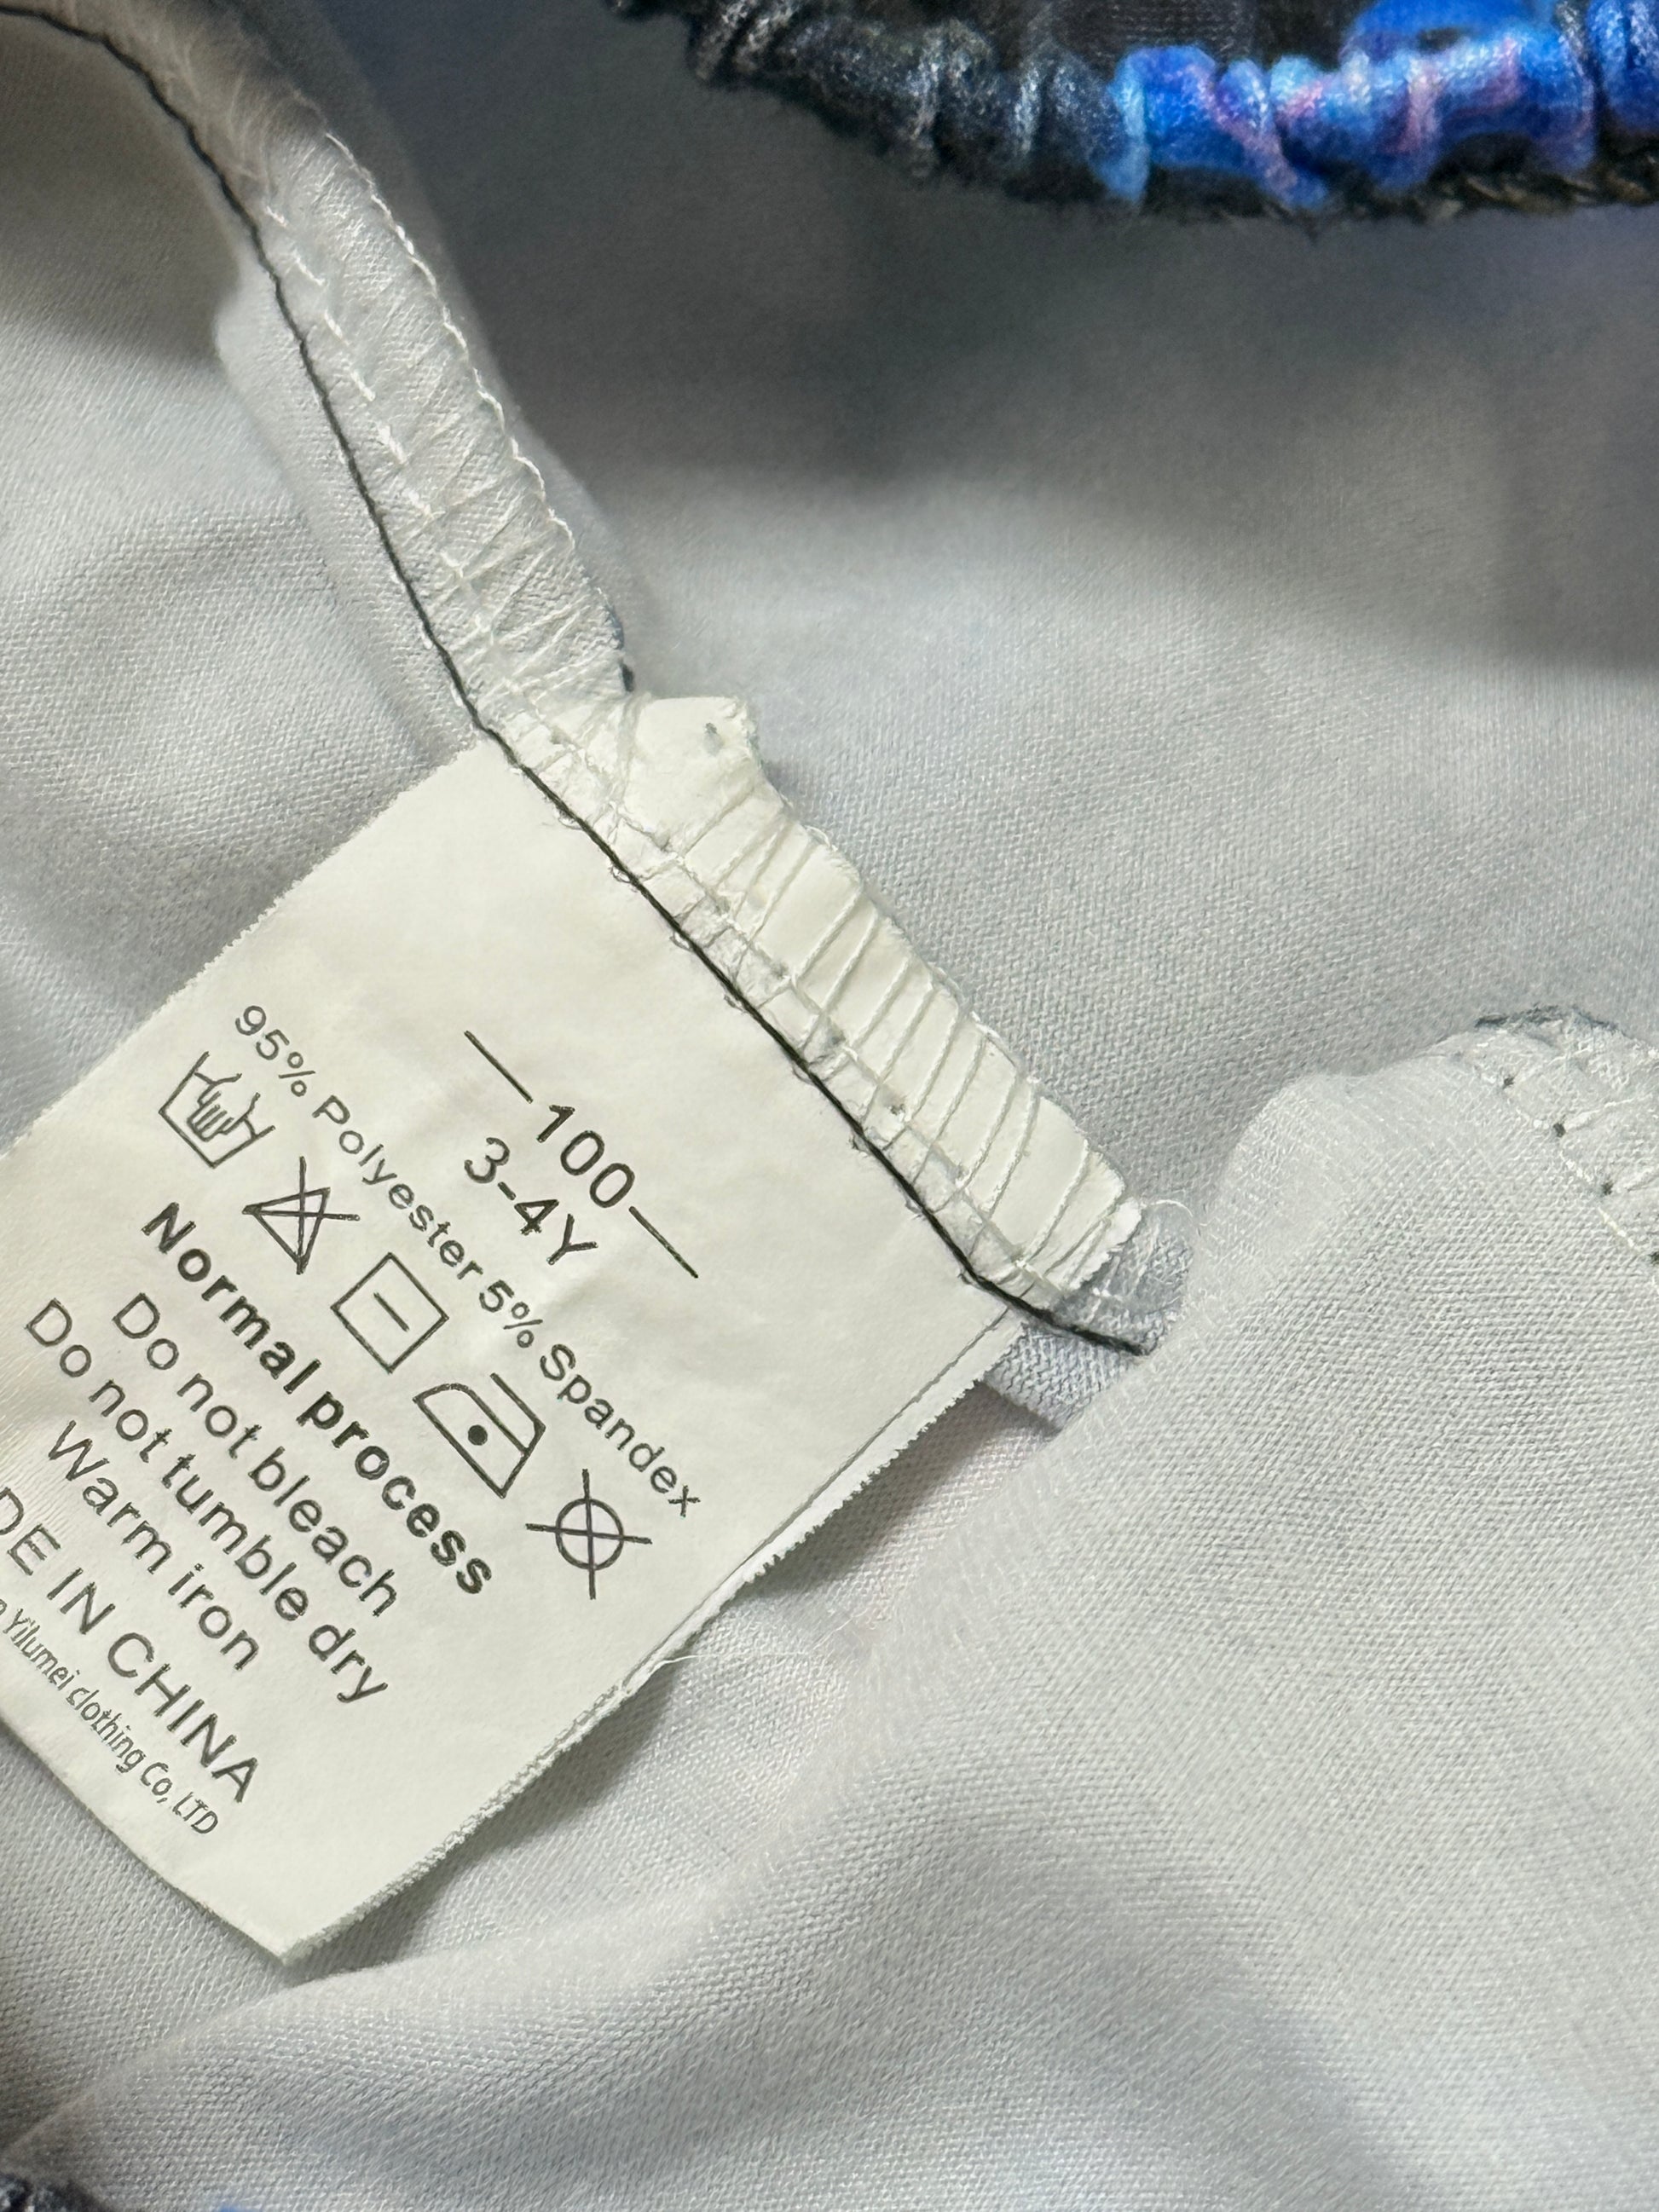 —100—
3-4Y
95% Polyester 5% Spandex
Normal process
Do not bleach
Do not tumble dry
Warm iron
DE IN CHINA
Yilumei clothing Co, LTD